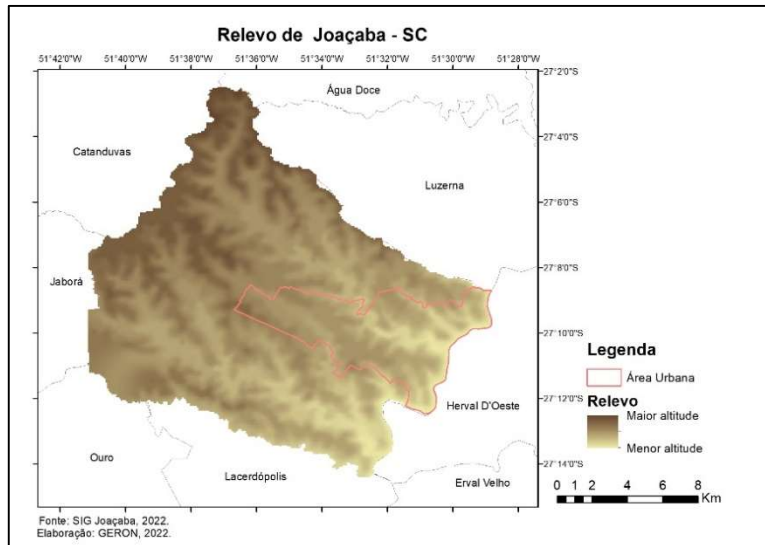 Relevo de Joaçaba - SC
51°42'0"W 51°40'0"W 51°38'0"W 51°36'0"W 51°34'0"W 51°32'0"W 51°30'0"W 51°28'0"W
27°2'0"S
Água Doce
27°4'0"S
Catanduvas
Luzerna
27°6'0"S
27°8'0"S
Jaborá
27°10'0"S
Legenda
Área Urbana
Relevo
27°12'0"S
Herval D'Oeste
Maior altitude
Menor altitude
Ouro
Lacerdópolis
27°14'0"S
Erval Velho
0 1 2 4 6 8
Km
Fonte: SIG Joaçaba, 2022.
Elaboração: GERON, 2022.